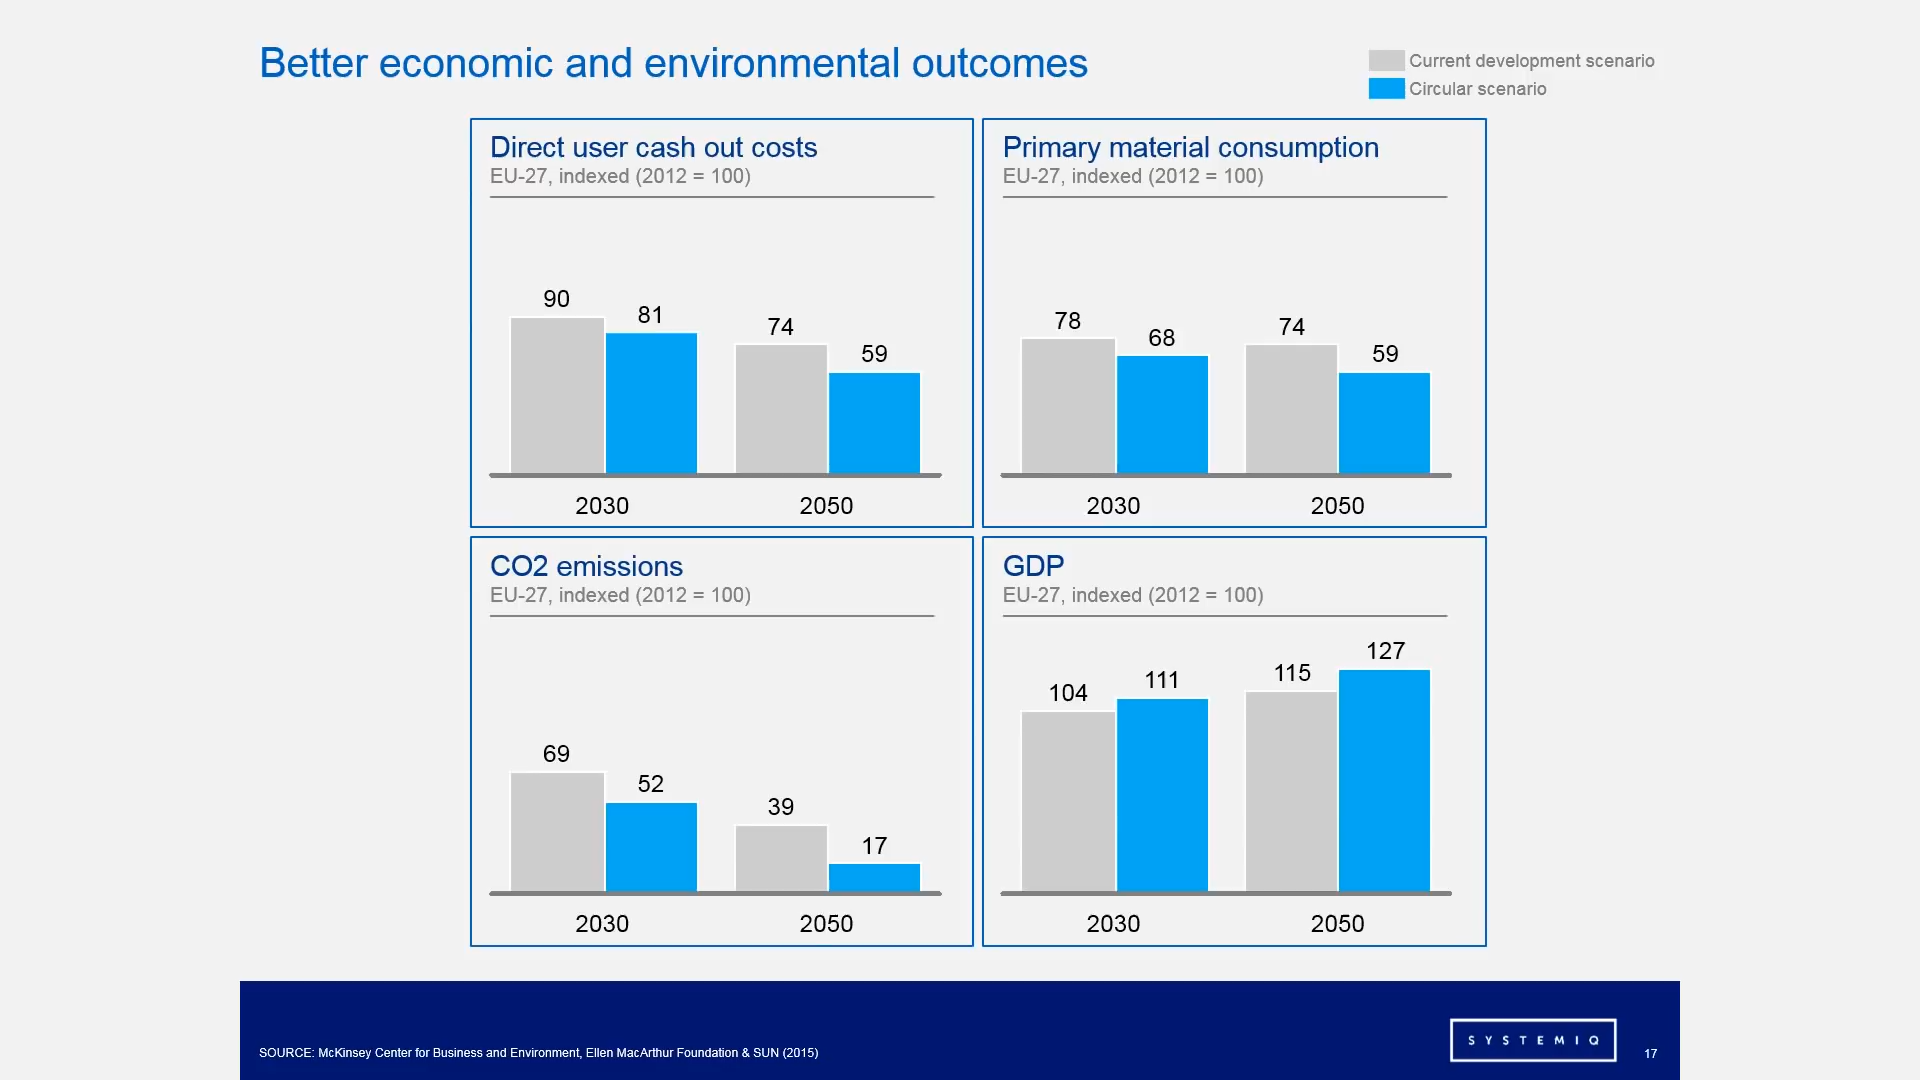 Better economic and environmental outcomes
Current development scenario
Circular scenario
Direct user cash out costs
EU-27, indexed (2012 = 100)
90
81
74
59
2030
2050
Primary material consumption
EU-27, indexed (2012 = 100)
78
68
74
59
2030
2050
CO2 emissions
EU-27, indexed (2012 = 100)
69
52
39
17
2030
2050
GDP
EU-27, indexed (2012 = 100)
104
111
115
127
2030
2050
SOURCE: McKinsey Center for Business and Environment, Ellen MacArthur Foundation & SUN (2015)
SYSTEMIQ
17